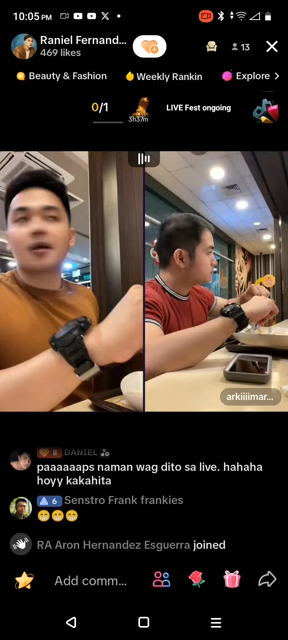 10:05 PM
Raniel Fernand...
469 likes
13
Beauty & Fashion
Weekly Rankin
Explore >
0/1
3h37m
LIVE Fest ongoing
arkiiiimar...
8 DANIEL
paaaaaaps naman wag dito sa live. hahaha
hoyy kakahita
6 Senstro Frank frankies
😁😁😁
RA Aron Hernandez Esguerra joined
Add comm...